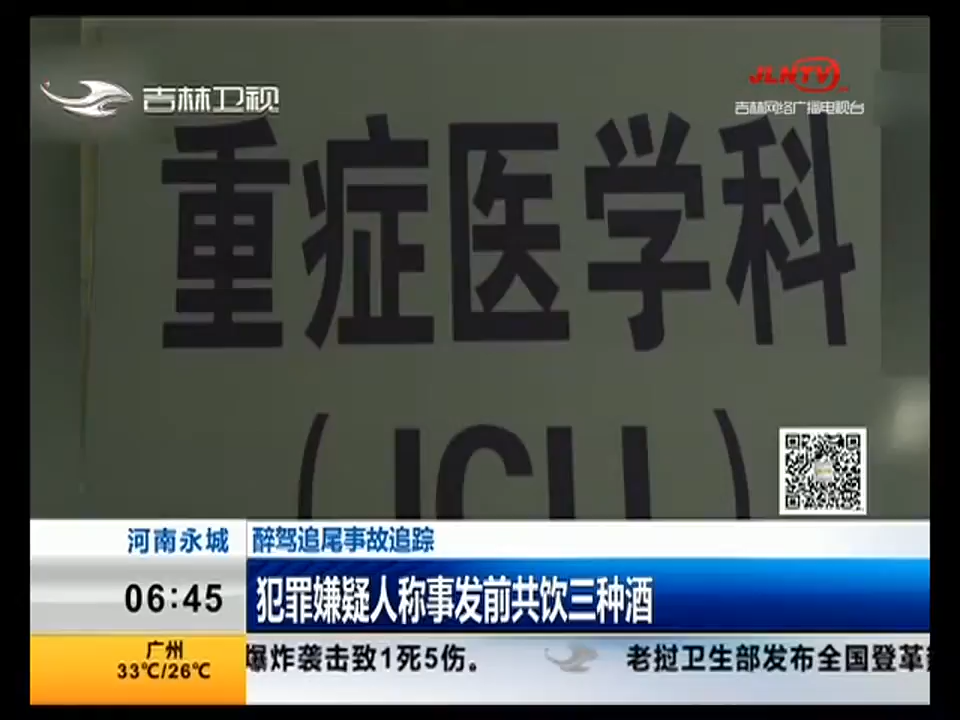 吉林卫视
JLNTV
吉林网络广播电视台
重症医学科
（ICU）
河南永城
醉驾追尾事故追踪
06:45
犯罪嫌疑人称事发前共饮三种酒
广州
33℃/26℃
爆炸袭击致1死5伤。
老挝卫生部发布全国登革